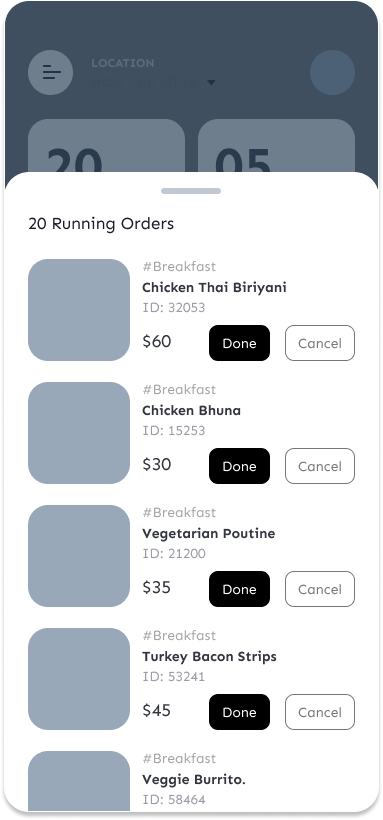 LOCATION
20
05
20 Running Orders
#Breakfast
Chicken Thai Biriyani
ID: 32053
$60
Done
Cancel
#Breakfast
Chicken Bhuna
ID: 15253
$30
Done
Cancel
#Breakfast
Vegetarian Poutine
ID: 21200
$35
Done
Cancel
#Breakfast
Turkey Bacon Strips
ID: 53241
$45
Done
Cancel
#Breakfast
Veggie Burrito.
ID: 58464